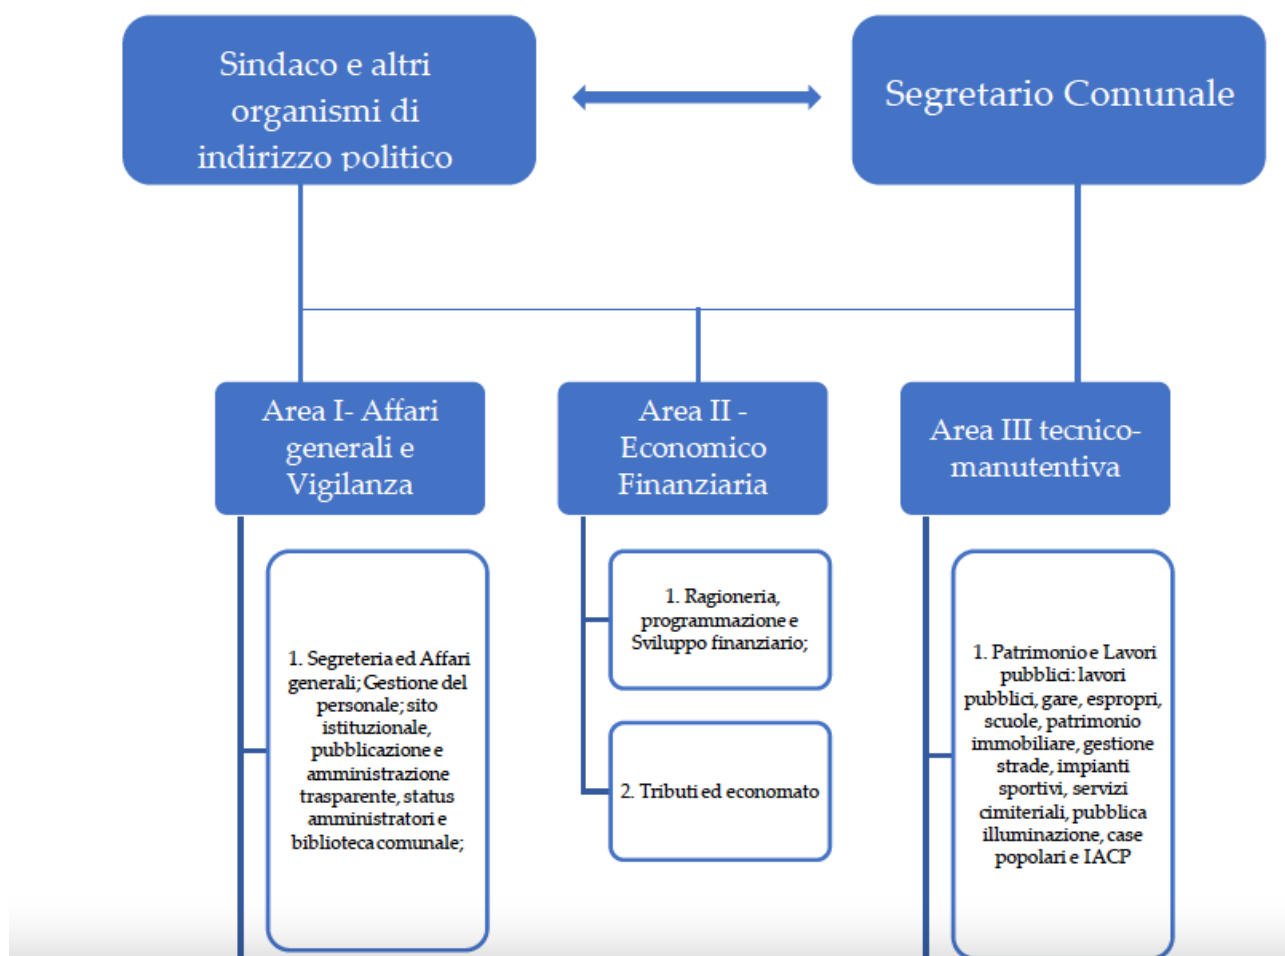 Sindaco e altri
organismi di
indirizzo politico
Segretario Comunale
Area I- Affari
generali e
Vigilanza
Area II -
Economico
Finanziaria
Area III tecnico-
manutentiva
1. Segreteria ed Affari
generali; Gestione del
personale; sito
istituzionale,
pubblicazione e
amministrazione
trasparente, status
amministratori e
biblioteca comunale;
1. Ragioneria,
programmazione e
Sviluppo finanziario;
2. Tributi ed economato
1. Patrimonio e Lavori
pubblici: lavori
pubblici, gare, espropri,
scuole, patrimonio
immobiliare, gestione
strade, impianti
sportivi, servizi
cimiteriali, pubblica
illuminazione, case
popolari e IACP